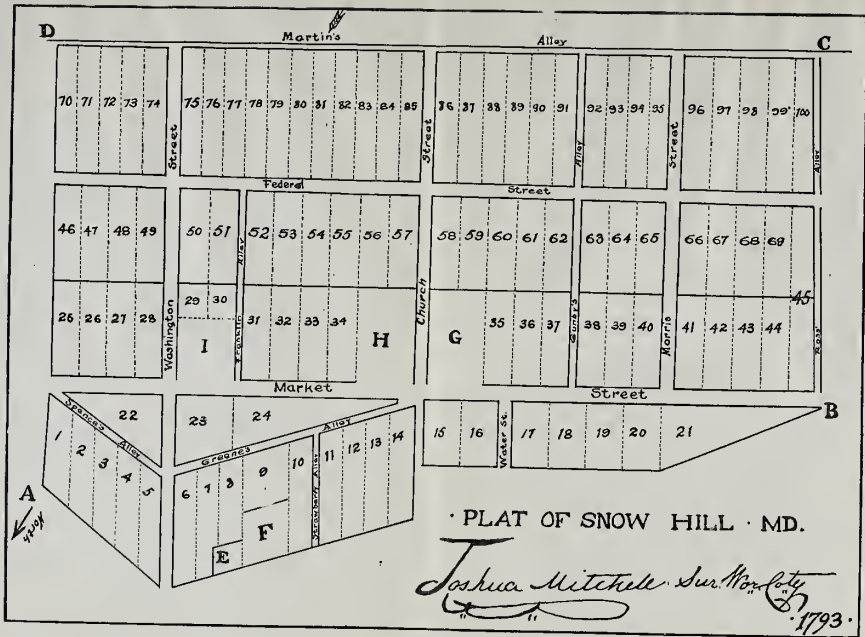 D Martin's Alley C
70 71 72 73 74 75 76 77 78 79 80 81 82 83 84 85 86 87 88 89 90 91 92 93 94 95 96 97 98 99 100
Street Street Alley Street Alley
Federal Street
46 47 48 49 50 51 52 53 54 55 56 57 58 59 60 61 62 63 64 65 66 67 68 69
Alley
29 30 45
25 26 27 28 31 32 33 34 35 36 37 38 39 40 41 42 43 44
Washington I Franklin H Church G Gunby's Morris Ross'
Market Street
22 23 24 B
Spence's Alley Greene's Alley
1 2 3 4 5 6 7 8 9 10 11 12 13 14 15 16 17 18 19 20 21
Strawberry Alley Water St.
A
North
E F
· PLAT OF SNOW HILL · MD.
Joshua Mitchell Sur. Wor. Coty
· 1793 ·